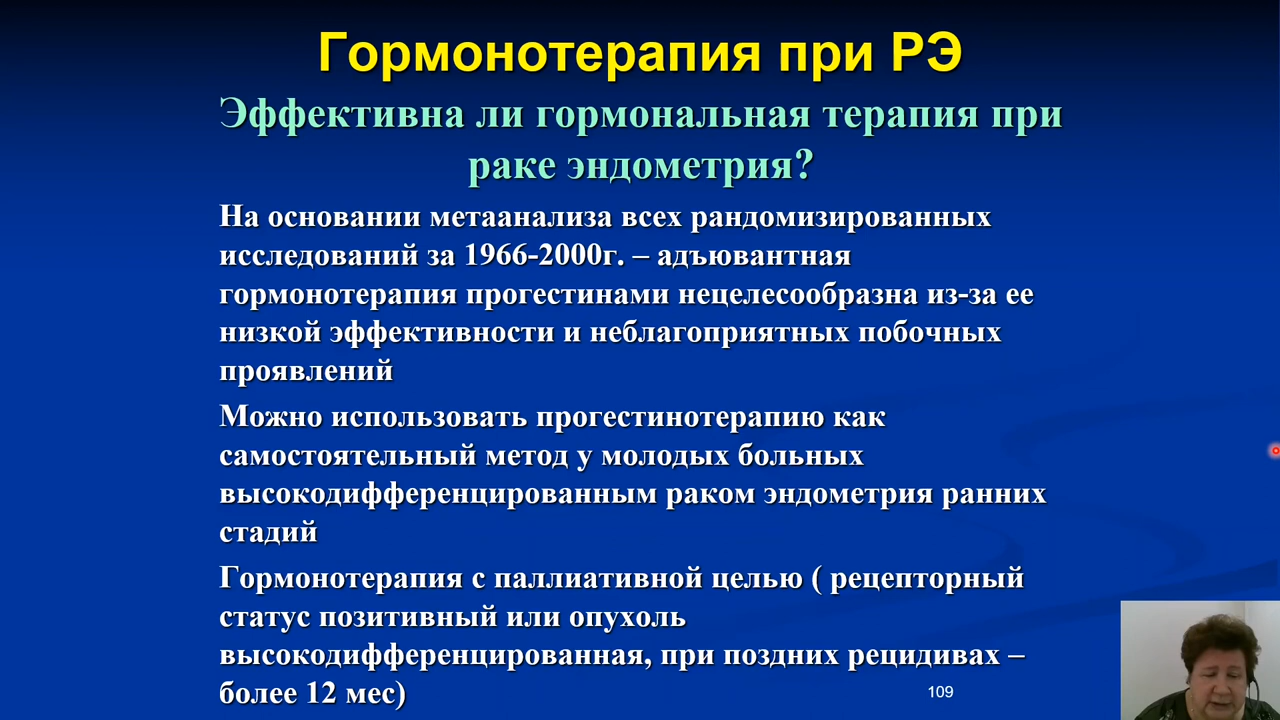 Гормонотерапия при РЭ
Эффективна ли гормональная терапия при
раке эндометрия?
На основании метаанализа всех рандомизированных
исследований за 1966-2000г. – адъювантная
гормонотерапия прогестинами нецелесообразна из-за ее
низкой эффективности и неблагоприятных побочных
проявлений
Можно использовать прогестинотерапию как
самостоятельный метод у молодых больных
высокодифференцированным раком эндометрия ранних
стадий
Гормонотерапия с паллиативной целью ( рецепторный
статус позитивный или опухоль
высокодифференцированная, при поздних рецидивах –
более 12 мес)
109